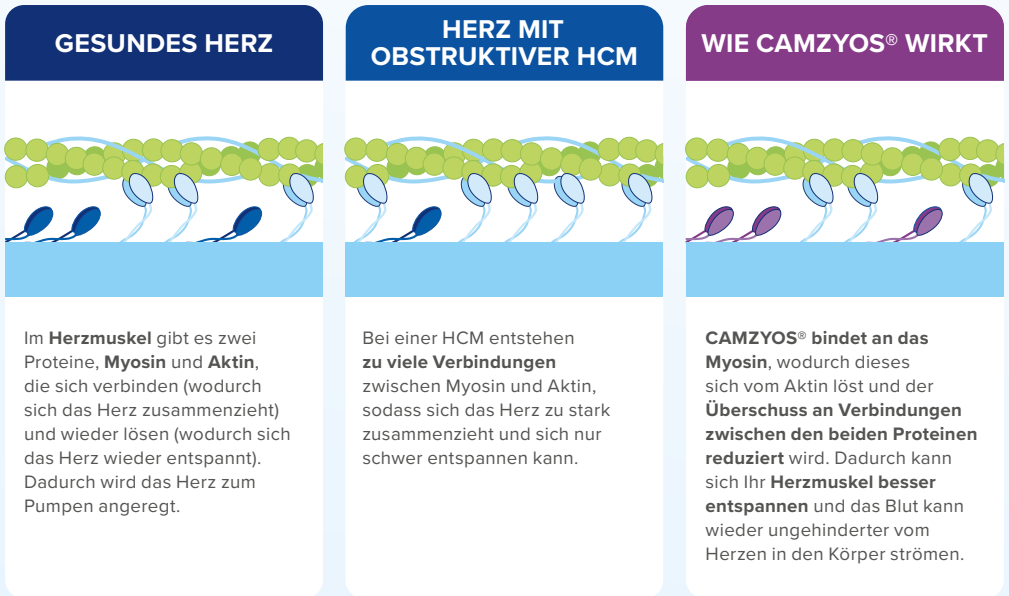 GESUNDES HERZ
Im Herzmuskel gibt es zwei
Proteine, Myosin und Aktin,
die sich verbinden (wodurch
sich das Herz zusammenzieht)
und wieder lösen (wodurch sich
das Herz wieder entspannt).
Dadurch wird das Herz zum
Pumpen angeregt.
HERZ MIT
OBSTRUKTIVER HCM
Bei einer HCM entstehen
zu viele Verbindungen
zwischen Myosin und Aktin,
sodass sich das Herz zu stark
zusammenzieht und sich nur
schwer entspannen kann.
WIE CAMZYOS® WIRKT
CAMZYOS® bindet an das
Myosin, wodurch dieses
sich vom Aktin löst und der
Überschuss an Verbindungen
zwischen den beiden Proteinen
reduziert wird. Dadurch kann
sich Ihr Herzmuskel besser
entspannen und das Blut kann
wieder ungehinderter vom
Herzen in den Körper strömen.